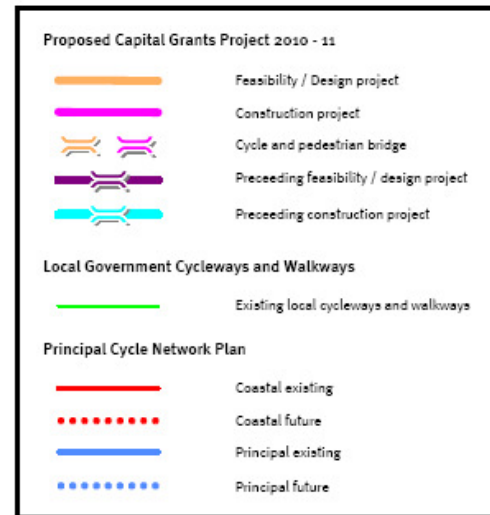 Proposed Capital Grants Project 2010 - 11
Feasibility / Design project
Construction project
Cycle and pedestrian bridge
Preceeding feasibility / design project
Preceeding construction project
Local Government Cycleways and Walkways
Existing local cycleways and walkways
Principal Cycle Network Plan
Coastal existing
Coastal future
Principal existing
Principal future